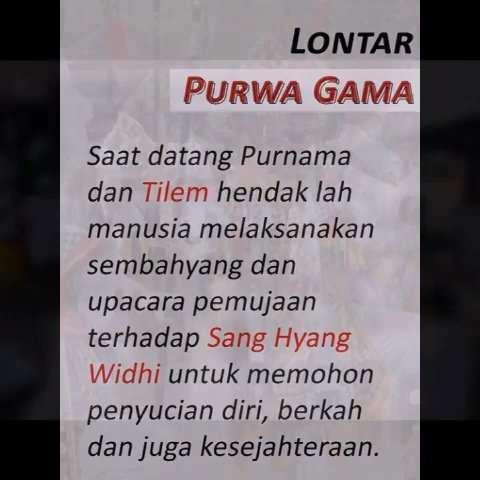 LONTAR
PURWA GAMA
Saat datang Purnama
dan Tilem hendak lah
manusia melaksanakan
sembahyang dan
upacara pemujaan
terhadap Sang Hyang
Widhi untuk memohon
penyucian diri, berkah
dan juga kesejahteraan.